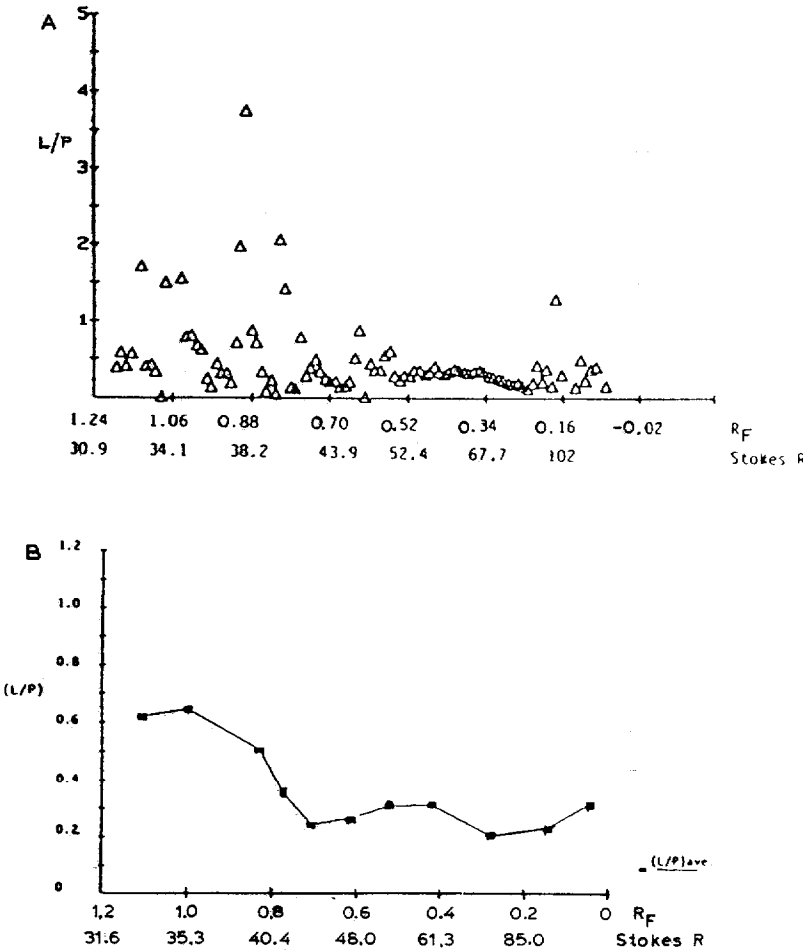 A
5
4
L/P
3
2
1
1.24 1.06 0.88 0.70 0.52 0.34 0.16 -0.02 RF
30.9 34.1 38.2 43.9 52.4 67.7 102 Stokes R
B
1.2
1.0
0.8
(L/P)
0.6
0.4
0.2
(L/P)ave
0
1.2 1.0 0.8 0.6 0.4 0.2 0 RF
31.6 35.3 40.4 48.0 61.3 85.0 Stokes R